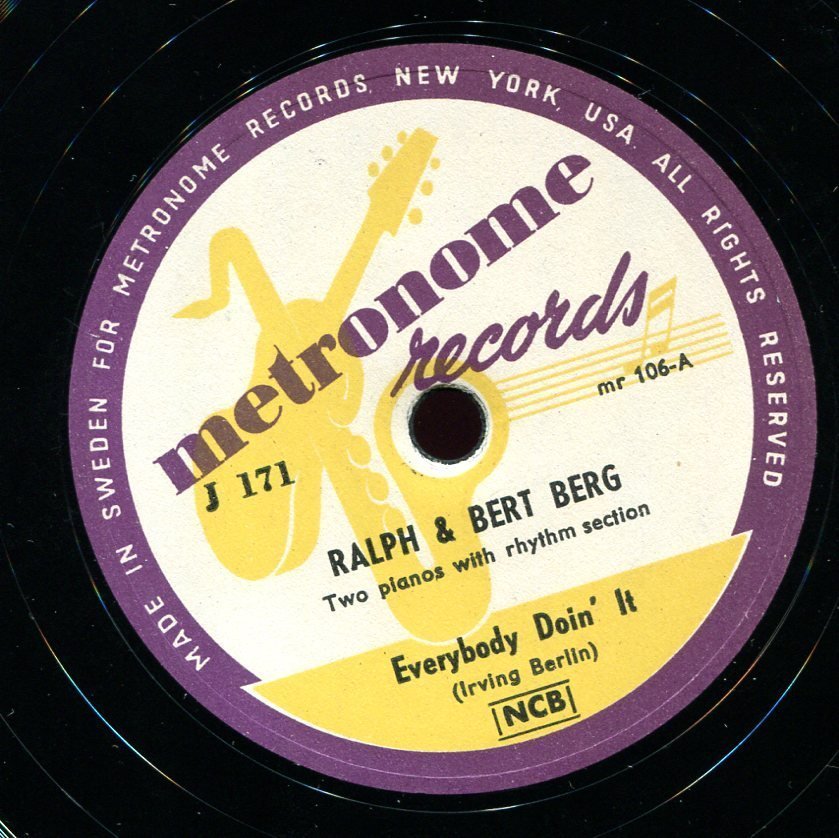 MADE IN SWEDEN FOR METRONOME RECORDS, NEW YORK, USA. ALL RIGHTS RESERVED
metronome
records
mr 106-A
J 171
RALPH & BERT BERG
Two pianos with rhythm section
Everybody Doin' It
(Irving Berlin)
NCB